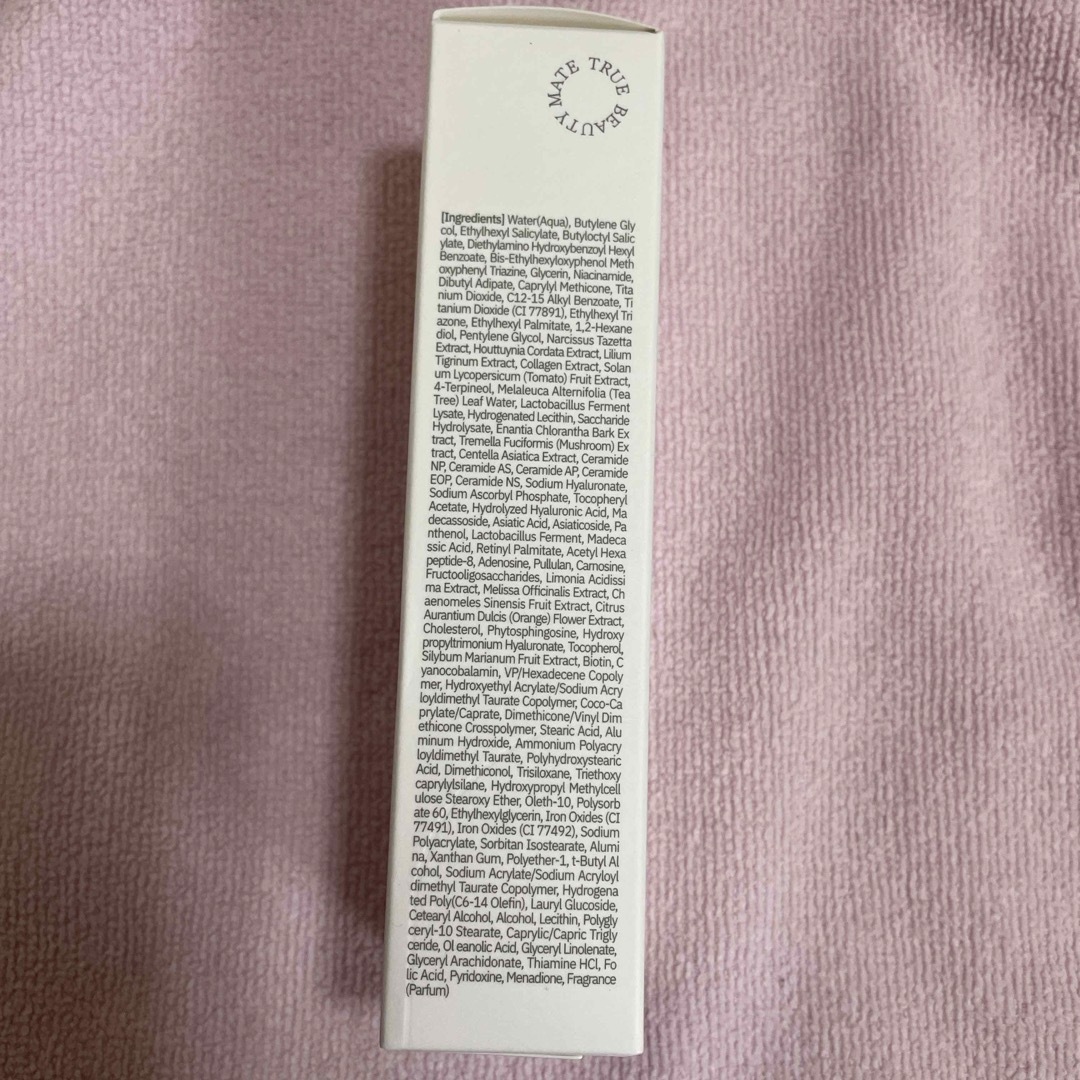 TRUE BEAUTY MATE
[Ingredients] Water(Aqua), Butylene Gly
col, Ethylhexyl Salicylate, Butyloctyl Salic
ylate, Diethylamino Hydroxybenzoyl Hexyl
Benzoate, Bis-Ethylhexyloxyphenol Meth
oxyphenyl Triazine, Glycerin, Niacinamide,
Dibutyl Adipate, Caprylyl Methicone, Tita
nium Dioxide, C12-15 Alkyl Benzoate, Ti
tanium Dioxide (CI 77891), Ethylhexyl Tri
azone, Ethylhexyl Palmitate, 1,2-Hexane
diol, Pentylene Glycol, Narcissus Tazetta
Extract, Houttuynia Cordata Extract, Lilium
Tigrinum Extract, Collagen Extract, Solan
um Lycopersicum (Tomato) Fruit Extract,
4-Terpineol, Melaleuca Alternifolia (Tea
Tree) Leaf Water, Lactobacillus Ferment
Lysate, Hydrogenated Lecithin, Saccharide
Hydrolysate, Enantia Chlorantha Bark Ex
tract, Tremella Fuciformis (Mushroom) Ex
tract, Centella Asiatica Extract, Ceramide
NP, Ceramide AS, Ceramide AP, Ceramide
EOP, Ceramide NS, Sodium Hyaluronate,
Sodium Ascorbyl Phosphate, Tocopheryl
Acetate, Hydrolyzed Hyaluronic Acid, Ma
decassoside, Asiatic Acid, Asiaticoside, Pa
nthenol, Lactobacillus Ferment, Madeca
ssic Acid, Retinyl Palmitate, Acetyl Hexa
peptide-8, Adenosine, Pullulan, Carnosine,
Fructooligosaccharides, Limonia Acidissi
ma Extract, Melissa Officinalis Extract, Ch
aenomeles Sinensis Fruit Extract, Citrus
Aurantium Dulcis (Orange) Flower Extract,
Cholesterol, Phytosphingosine, Hydroxy
propyltrimonium Hyaluronate, Tocopherol,
Silybum Marianum Fruit Extract, Biotin, C
yanocobalamin, VP/Hexadecene Copoly
mer, Hydroxyethyl Acrylate/Sodium Acry
loyldimethyl Taurate Copolymer, Coco-Ca
prylate/Caprate, Dimethicone/Vinyl Dim
ethicone Crosspolymer, Stearic Acid, Alu
minum Hydroxide, Ammonium Polyacry
loyldimethyl Taurate, Polyhydroxystearic
Acid, Dimethiconol, Trisiloxane, Triethoxy
caprylylsilane, Hydroxypropyl Methylcell
ulose Stearoxy Ether, Oleth-10, Polysorb
ate 60, Ethylhexylglycerin, Iron Oxides (CI
77491), Iron Oxides (CI 77492), Sodium
Polyacrylate, Sorbitan Isostearate, Alumi
na, Xanthan Gum, Polyether-1, t-Butyl Al
cohol, Sodium Acrylate/Sodium Acryloyl
dimethyl Taurate Copolymer, Hydrogena
ted Poly(C6-14 Olefin), Lauryl Glucoside,
Cetearyl Alcohol, Alcohol, Lecithin, Polygly
ceryl-10 Stearate, Caprylic/Capric Trigly
ceride, Ol eanolic Acid, Glyceryl Linolenate,
Glyceryl Arachidonate, Thiamine HCl, Fo
lic Acid, Pyridoxine, Menadione, Fragrance
(Parfum)